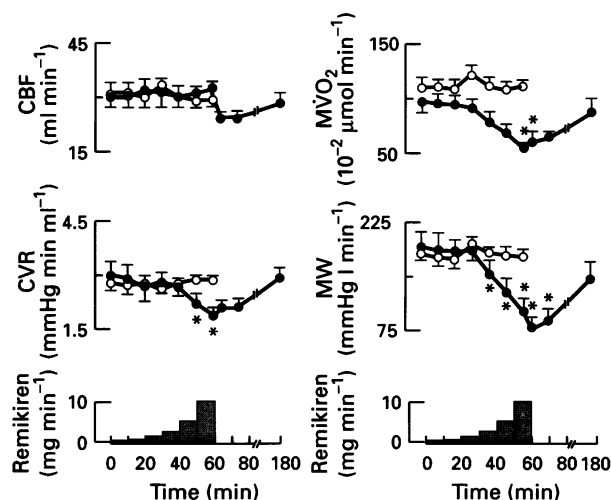 45
CBF
(ml min⁻¹)
15
4.5
CVR
(mmHg min ml⁻¹)
1.5
* *
10
Remikiren
(mg min⁻¹)
0
0 40 60 80 180
Time (min)
150
MV̇O₂
(10⁻² μmol min⁻¹)
50
* *
225
MW
(mmHg l min⁻¹)
75
* * * * *
10
Remikiren
(mg min⁻¹)
0
0 20 40 60 80 180
Time (min)